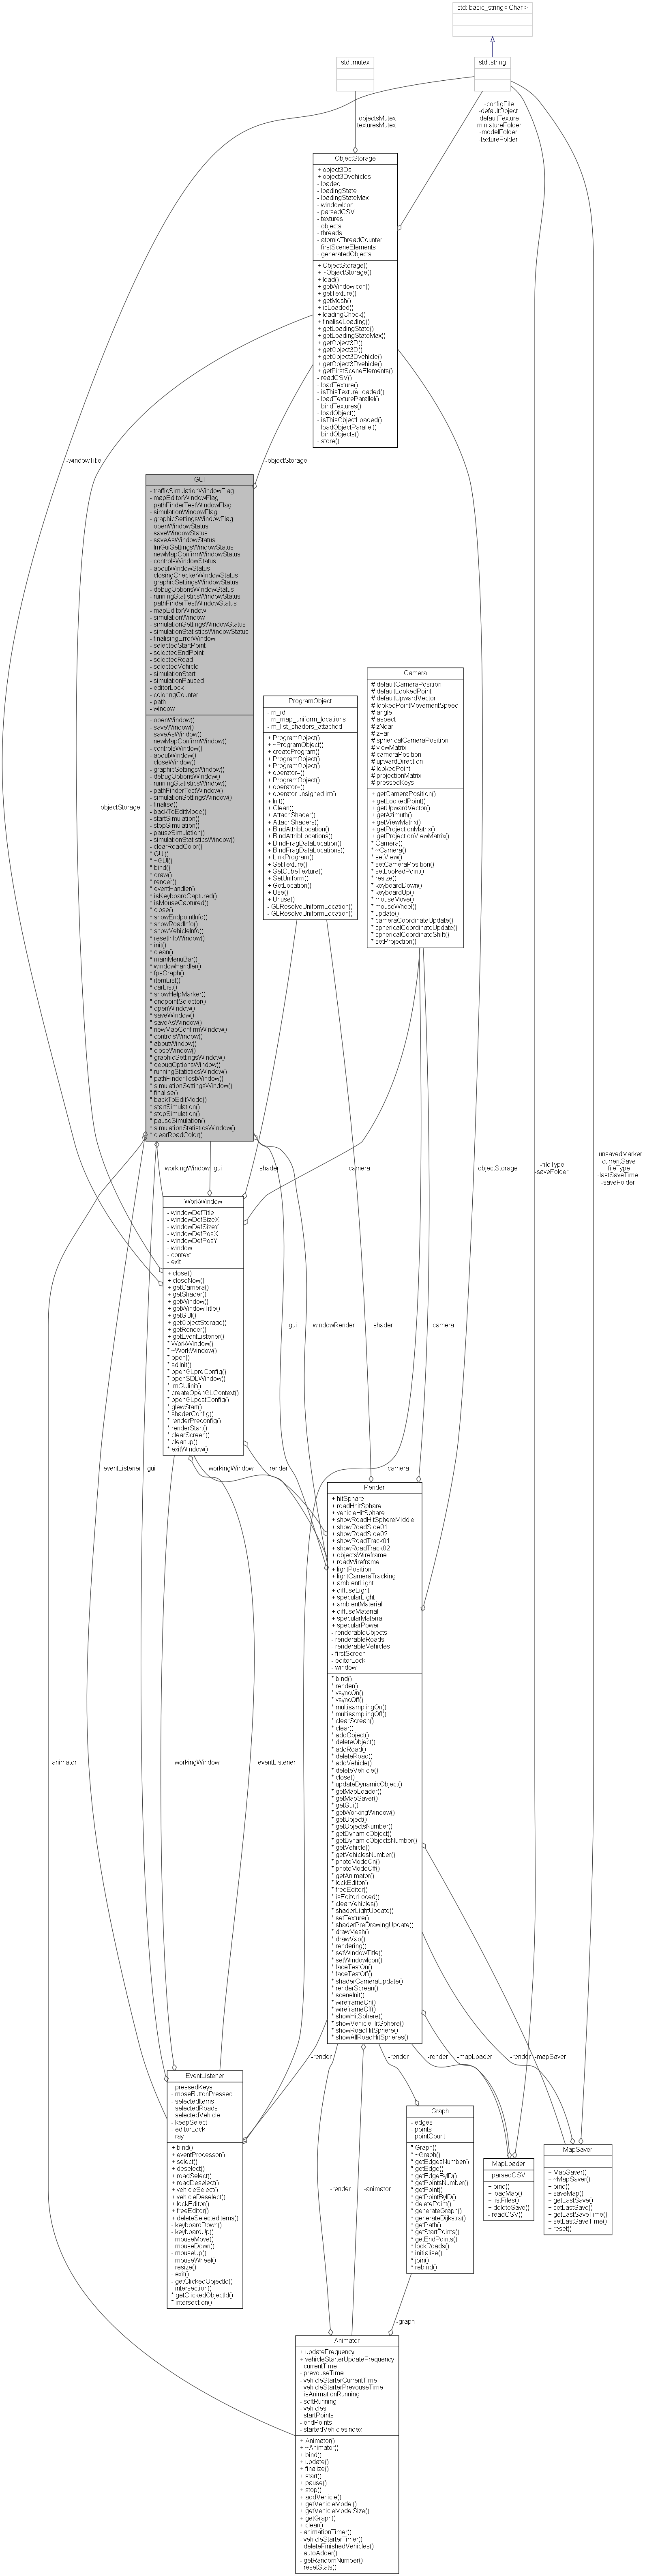 std::basic_string< Char >
std::mutex
std::string
-objectsMutex
-texturesMutex
-configFile
-defaultObject
-defaultTexture
-miniatureFolder
-modelFolder
-textureFolder
ObjectStorage
+ object3Ds
+ object3Dvehicles
- loaded
- loadingState
- loadingStateMax
- windowIcon
- parsedCSV
- textures
- objects
- threads
- atomicThreadCounter
- firstSceneElements
- generatedObjects
+ ObjectStorage()
+ ~ObjectStorage()
+ load()
+ getWindowIcon()
+ getTexture()
+ getMesh()
+ isLoaded()
+ loadingCheck()
+ finaliseLoading()
+ getLoadingState()
+ getLoadingStateMax()
+ getObject3D()
+ getObject3D()
+ getObject3Dvehicle()
+ getObject3Dvehicle()
+ getFirstSceneElements()
- readCSV()
- loadTexture()
- isThisTextureLoaded()
- loadTextureParallel()
- bindTextures()
- loadObject()
- isThisObjectLoaded()
- loadObjectParallel()
- bindObjects()
- store()
-windowTitle
-objectStorage
GUI
- trafficSimulationWindowFlag
- mapEditorWindowFlag
- pathFinderTestWindowFlag
- simulationWindowFlag
- graphicSettingsWindowFlag
- openWindowStatus
- saveWindowStatus
- saveAsWindowStatus
- ImGuiSettingsWindowStatus
- newMapConfirmWindowStatus
- controlsWindowStatus
- aboutWindowStatus
- closingCheckerWindowStatus
- graphicSettingsWindowStatus
- debugOptionsWindowStatus
- runningStatisticsWindowStatus
- pathFinderTestWindowStatus
- mapEditorWindow
- simulationWindow
- simulationSettingsWindowStatus
- simulationStatisticsWindowStatus
- finalisingErrorWindow
- selectedStartPoint
- selectedEndPoint
- selectedRoad
- selectedVehicle
- simulationStart
- simulationPaused
- editorLock
- coloringCounter
- path
- window
- openWindow()
- saveWindow()
- saveAsWindow()
- newMapConfirmWindow()
- controlsWindow()
- aboutWindow()
- closeWindow()
- graphicSettingsWindow()
- debugOptionsWindow()
- runningStatisticsWindow()
- pathFinderTestWindow()
- simulationSettingsWindow()
- finalise()
- backToEditMode()
- startSimulation()
- stopSimulation()
- pauseSimulation()
- simulationStatisticsWindow()
- clearRoadColor()
* GUI()
* ~GUI()
* bind()
* draw()
* render()
* eventHandler()
* isKeyboardCaptured()
* isMouseCaptured()
* close()
* showEndpointInfo()
* showRoadInfo()
* showVehicleInfo()
* resetInfoWindow()
* init()
* clean()
* mainMenuBar()
* windowHandler()
* fpsGraph()
* itemList()
* carList()
* showHelpMarker()
* endpointSelector()
* openWindow()
* saveWindow()
* saveAsWindow()
* newMapConfirmWindow()
* controlsWindow()
* aboutWindow()
* closeWindow()
* graphicSettingsWindow()
* debugOptionsWindow()
* runningStatisticsWindow()
* pathFinderTestWindow()
* simulationSettingsWindow()
* finalise()
* backToEditMode()
* startSimulation()
* stopSimulation()
* pauseSimulation()
* simulationStatisticsWindow()
* clearRoadColor()
-objectStorage
ProgramObject
- m_id
- m_map_uniform_locations
- m_list_shaders_attached
+ ProgramObject()
+ ~ProgramObject()
+ createProgram()
+ ProgramObject()
+ ProgramObject()
+ operator=()
+ ProgramObject()
+ operator=()
+ operator unsigned int()
+ Init()
+ Clean()
+ AttachShader()
+ AttachShaders()
+ BindAttribLocation()
+ BindAttribLocations()
+ BindFragDataLocation()
+ BindFragDataLocations()
+ LinkProgram()
+ SetTexture()
+ SetCubeTexture()
+ SetUniform()
+ GetLocation()
+ Use()
+ Unuse()
- GLResolveUniformLocation()
- GLResolveUniformLocation()
Camera
# defaultCameraPosition
# defaultLookedPoint
# defaultUpwardVector
# lookedPointMovementSpeed
# angle
# aspect
# zNear
# zFar
# sphericalCameraPosition
# viewMatrix
# cameraPosition
# upwardDirection
# lookedPoint
# projectionMatrix
# pressedKeys
+ getCameraPosition()
+ getLookedPoint()
+ getUpwardVector()
+ getAzimuth()
+ getViewMatrix()
+ getProjectionMatrix()
+ getProjectionViewMatrix()
* Camera()
* ~Camera()
* setView()
* setCameraPosition()
* setLookedPoint()
* resize()
* keyboardDown()
* keyboardUp()
* mouseMove()
* mouseWheel()
* update()
* cameraCoordinateUpdate()
* sphericalCoordinateUpdate()
* sphericalCoordinateShift()
* setProjection()
-workingWindow
-gui
-shader
-camera
-objectStorage
-fileType
-saveFolder
+unsavedMarker
-currentSave
-fileType
-lastSaveTime
-saveFolder
WorkWindow
- windowDefTitle
- windowDefSizeX
- windowDefSizeY
- windowDefPosX
- windowDefPosY
- window
- context
- exit
+ close()
+ closeNow()
+ getCamera()
+ getShader()
+ getWindow()
+ getWindowTitle()
+ getGUI()
+ getObjectStorage()
+ getRender()
+ getEventListener()
* WorkWindow()
* ~WorkWindow()
* open()
* sdlInit()
* openGLpreConfig()
* openSDLWindow()
* imGUIinit()
* createOpenGLContext()
* openGLpostConfig()
* glewStart()
* shaderConfig()
* renderPreconfig()
* renderStart()
* clearScreen()
* cleanup()
* exitWindow()
-gui
-windowRender
-shader
-camera
-eventListener
-gui
-workingWindow
-render
-camera
Render
+ hitSphare
+ roadHhitSphare
+ vehicleHitSphare
+ showRoadHitSphereMiddle
+ showRoadSide01
+ showRoadSide02
+ showRoadTrack01
+ showRoadTrack02
+ objectsWireframe
+ roadWireframe
+ lightPosition
+ lightCameraTracking
+ ambientLight
+ diffuseLight
+ specularLight
+ ambientMaterial
+ diffuseMaterial
+ specularMaterial
+ specularPower
- renderableObjects
- renderableRoads
- renderableVehicles
- firstScreen
- editorLock
- window
* bind()
* render()
* vsyncOn()
* vsyncOff()
* multisamplingOn()
* multisamplingOff()
* clearScrean()
* clear()
* addObject()
* deleteObject()
* addRoad()
* deleteRoad()
* addVehicle()
* deleteVehicle()
* close()
* updateDynamicObject()
* getMapLoader()
* getMapSaver()
* getGui()
* getWorkingWindow()
* getObject()
* getObjectsNumber()
* getDynamicObject()
* getDynamicObjectsNumber()
* getVehicle()
* getVehiclesNumber()
* photoModeOn()
* photoModeOff()
* getAnimator()
* lockEditor()
* freeEditor()
* isEditorLoced()
* clearVehicles()
* shaderLightUpdate()
* setTexture()
* shaderPreDrawingUpdate()
* drawMesh()
* drawVao()
* rendering()
* setWindowTitle()
* setWindowIcon()
* faceTestOn()
* faceTestOff()
* shaderCameraUpdate()
* renderScrean()
* sceneInit()
* wireframeOn()
* wireframeOff()
* showHitSphere()
* showVehicleHitSphere()
* showRoadHitSphere()
* showAllRoadHitSpheres()
-animator
-workingWindow
-eventListener
EventListener
- pressedKeys
- moseButtonPressed
- selectedItems
- selectedRoads
- selectedVehicle
- keepSelect
- editorLock
- ray
+ bind()
+ eventProcessor()
+ select()
+ deselect()
+ roadSelect()
+ roadDeselect()
+ vehicleSelect()
+ vehicleDeselect()
+ lockEditor()
+ freeEditor()
+ deleteSelectedItems()
- keyboardDown()
- keyboardUp()
- mouseMove()
- mouseDown()
- mouseUp()
- mouseWheel()
- resize()
- exit()
- getClickedObjectId()
- intersection()
* getClickedObjectId()
* intersection()
-render
-render
-render
-mapLoader
-render
-mapSaver
-render
-animator
Graph
- edges
- points
- pointCount
* Graph()
* ~Graph()
* getEdgesNumber()
* getEdge()
* getEdgeByID()
* getPointsNumber()
* getPoint()
* getPointByID()
* deletePoint()
* generateGraph()
* generateDijkstra()
* getPath()
* getStartPoints()
* getEndPoints()
* lockRoads()
* initialise()
* join()
* rebind()
MapLoader
- parsedCSV
+ bind()
+ loadMap()
+ listFiles()
+ deleteSave()
- readCSV()
MapSaver
+ MapSaver()
+ ~MapSaver()
+ bind()
+ saveMap()
+ getLastSave()
+ setLastSave()
+ getLastSaveTime()
+ setLastSaveTime()
+ reset()
-graph
Animator
+ updateFrequency
+ vehicleStarterUpdateFrequency
- currentTime
- prevouseTime
- vehicleStarterCurrentTime
- vehicleStarterPrevouseTime
- isAnimationRunning
- softRunning
- vehicles
- startPoints
- endPoints
- startedVehiclesIndex
+ Animator()
+ ~Animator()
+ bind()
+ update()
+ finalize()
+ start()
+ pause()
+ stop()
+ addVehicle()
+ getVehicleModel()
+ getVehicleModelSize()
+ getGraph()
+ clear()
- animationTimer()
- vehicleStarterTimer()
- deleteFinishedVehicles()
- autoAdder()
- getRandomNumber()
- resetStats()